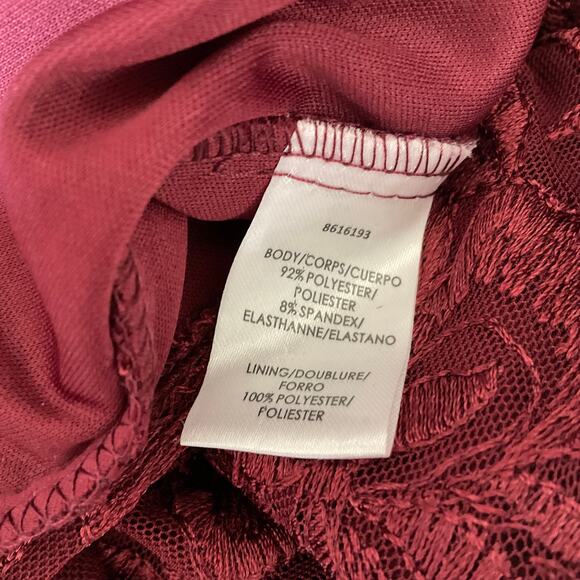 8616193
BODY/CORPS/CUERPO
92% POLYESTER/
POLIESTER
8% SPANDEX/
ELASTHANNE/ELASTANO
LINING/DOUBLURE/
FORRO
100% POLYESTER/
POLIESTER